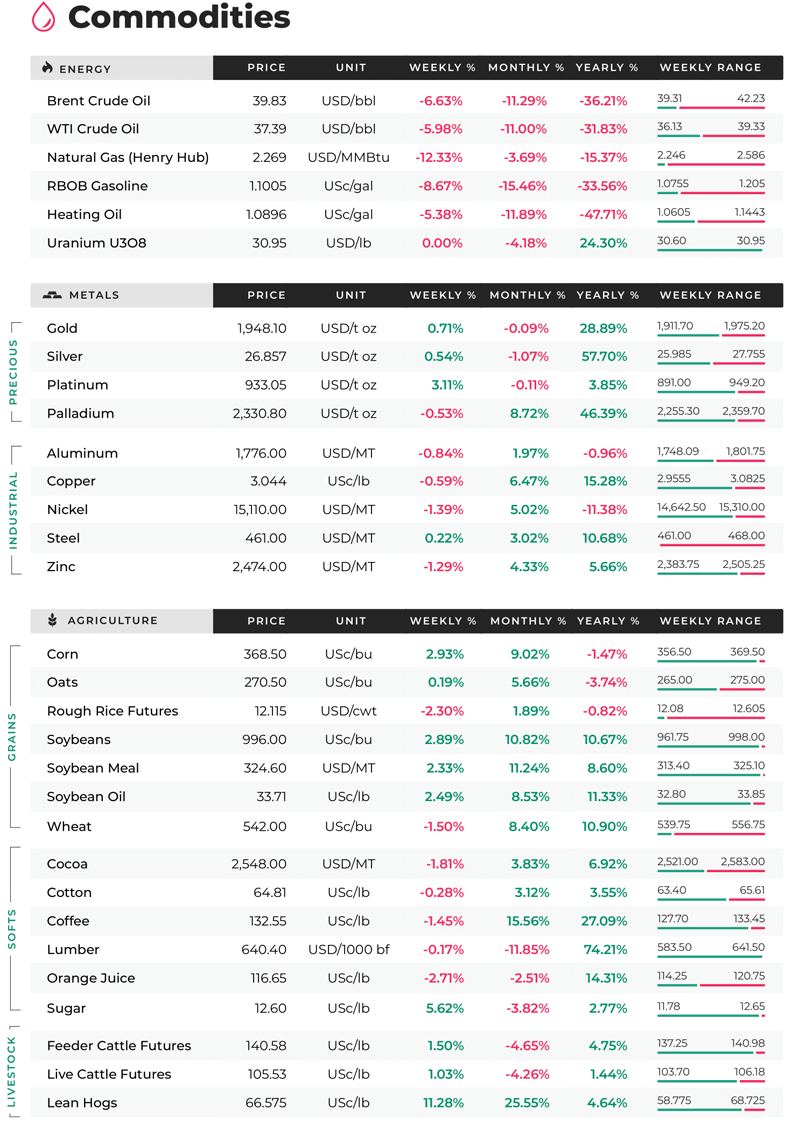 Commodities
ENERGY PRICE UNIT WEEKLY % MONTHLY % YEARLY % WEEKLY RANGE
Brent Crude Oil 39.83 USD/bbl -6.63% -11.29% -36.21% 39.31 42.23
WTI Crude Oil 37.39 USD/bbl -5.98% -11.00% -31.83% 36.13 39.33
Natural Gas (Henry Hub) 2.269 USD/MMBtu -12.33% -3.69% -15.37% 2.246 2.586
RBOB Gasoline 1.1005 USc/gal -8.67% -15.46% -33.56% 1.0755 1.205
Heating Oil 1.0896 USc/gal -5.38% -11.89% -47.71% 1.0605 1.1443
Uranium U3O8 30.95 USD/lb 0.00% -4.18% 24.30% 30.60 30.95
METALS PRICE UNIT WEEKLY % MONTHLY % YEARLY % WEEKLY RANGE
PRECIOUS
Gold 1,948.10 USD/t oz 0.71% -0.09% 28.89% 1,911.70 1,975.20
Silver 26.857 USD/t oz 0.54% -1.07% 57.70% 25.985 27.755
Platinum 933.05 USD/t oz 3.11% -0.11% 3.85% 891.00 949.20
Palladium 2,330.80 USD/t oz -0.53% 8.72% 46.39% 2,255.30 2,359.70
INDUSTRIAL
Aluminum 1,776.00 USD/MT -0.84% 1.97% -0.96% 1,748.09 1,801.75
Copper 3.044 USc/lb -0.59% 6.47% 15.28% 2.9555 3.0825
Nickel 15,110.00 USD/MT -1.39% 5.02% -11.38% 14,642.50 15,310.00
Steel 461.00 USD/MT 0.22% 3.02% 10.68% 461.00 468.00
Zinc 2,474.00 USD/MT -1.29% 4.33% 5.66% 2,383.75 2,505.25
AGRICULTURE PRICE UNIT WEEKLY % MONTHLY % YEARLY % WEEKLY RANGE
GRAINS
Corn 368.50 USc/bu 2.93% 9.02% -1.47% 356.50 369.50
Oats 270.50 USc/bu 0.19% 5.66% -3.74% 265.00 275.00
Rough Rice Futures 12.115 USD/cwt -2.30% 1.89% -0.82% 12.08 12.605
Soybeans 996.00 USc/bu 2.89% 10.82% 10.67% 961.75 998.00
Soybean Meal 324.60 USD/MT 2.33% 11.24% 8.60% 313.40 325.10
Soybean Oil 33.71 USc/lb 2.49% 8.53% 11.33% 32.80 33.85
Wheat 542.00 USc/bu -1.50% 8.40% 10.90% 539.75 556.75
SOFTS
Cocoa 2,548.00 USD/MT -1.81% 3.83% 6.92% 2,521.00 2,583.00
Cotton 64.81 USc/lb -0.28% 3.12% 3.55% 63.40 65.61
Coffee 132.55 USc/lb -1.45% 15.56% 27.09% 127.70 133.45
Lumber 640.40 USD/1000 bf -0.17% -11.85% 74.21% 583.50 641.50
Orange Juice 116.65 USc/lb -2.71% -2.51% 14.31% 114.25 120.75
Sugar 12.60 USc/lb 5.62% -3.82% 2.77% 11.78 12.65
LIVESTOCK
Feeder Cattle Futures 140.58 USc/lb 1.50% -4.65% 4.75% 137.25 140.98
Live Cattle Futures 105.53 USc/lb 1.03% -4.26% 1.44% 103.70 106.18
Lean Hogs 66.575 USc/lb 11.28% 25.55% 4.64% 58.775 68.725